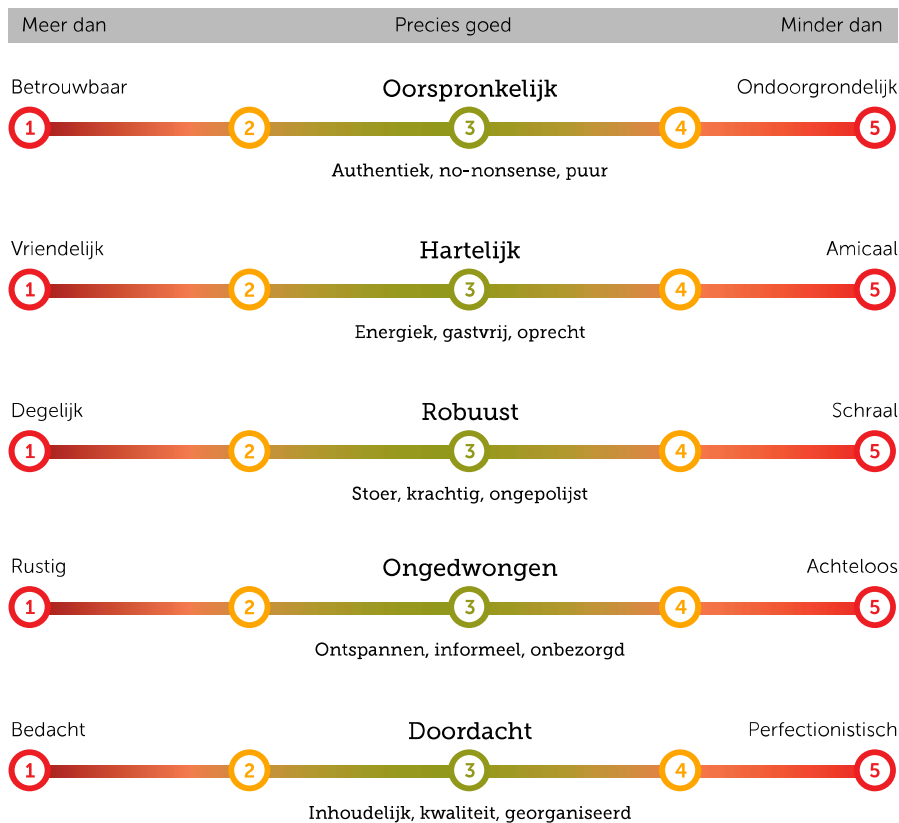 Meer dan Precies goed Minder dan
Betrouwbaar Oorspronkelijk Ondoorgrondelijk
1 2 3 4 5
Authentiek, no-nonsense, puur
Vriendelijk Hartelijk Amicaal
1 2 3 4 5
Energiek, gastvrij, oprecht
Degelijk Robuust Schraal
1 2 3 4 5
Stoer, krachtig, ongepolijst
Rustig Ongedwongen Achteloos
1 2 3 4 5
Ontspannen, informeel, onbezorgd
Bedacht Doordacht Perfectionistisch
1 2 3 4 5
Inhoudelijk, kwaliteit, georganiseerd